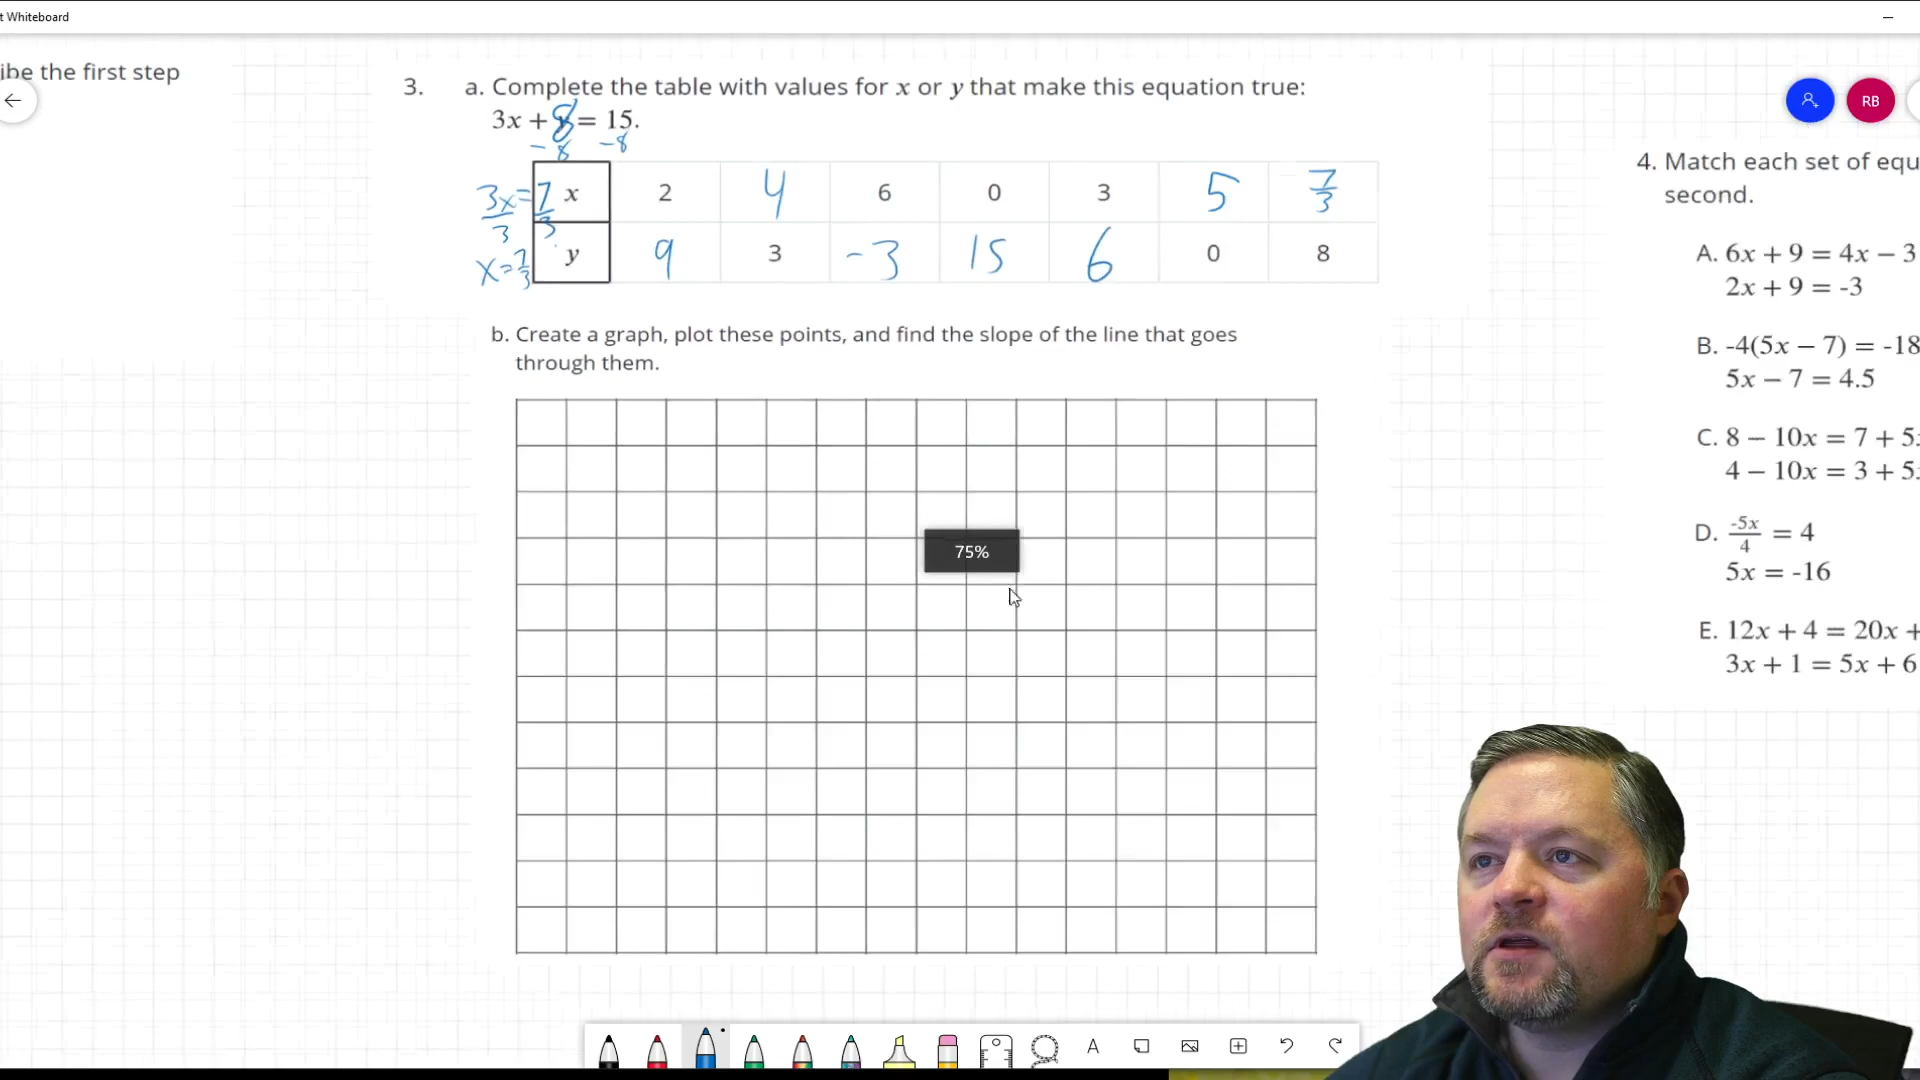 t Whiteboard
ibe the first step
3. a. Complete the table with values for x or y that make this equation true:
3x + 8 = 15.
-8 -8
3x = 7
3 3
x = 7/3
x 2 4 6 0 3 5 7/3
y 9 3 -3 15 6 0 8
b. Create a graph, plot these points, and find the slope of the line that goes
through them.
75%
RB
4. Match each set of equ
second.
A. 6x + 9 = 4x − 3
2x + 9 = -3
B. -4(5x − 7) = -18
5x − 7 = 4.5
C. 8 − 10x = 7 + 5
4 − 10x = 3 + 5
D. -5x/4 = 4
5x = -16
E. 12x + 4 = 20x +
3x + 1 = 5x + 6
A